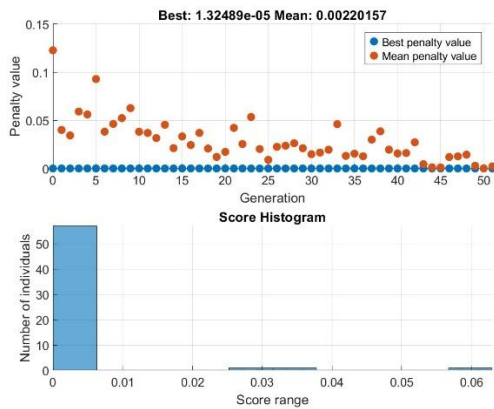 Best: 1.32489e-05 Mean: 0.00220157
0.15
0.1
0.05
0
Penalty value
Best penalty value
Mean penalty value
0 5 10 15 20 25 30 35 40 45 50
Generation
Score Histogram
50
40
30
20
10
0
Number of individuals
0 0.01 0.02 0.03 0.04 0.05 0.06
Score range